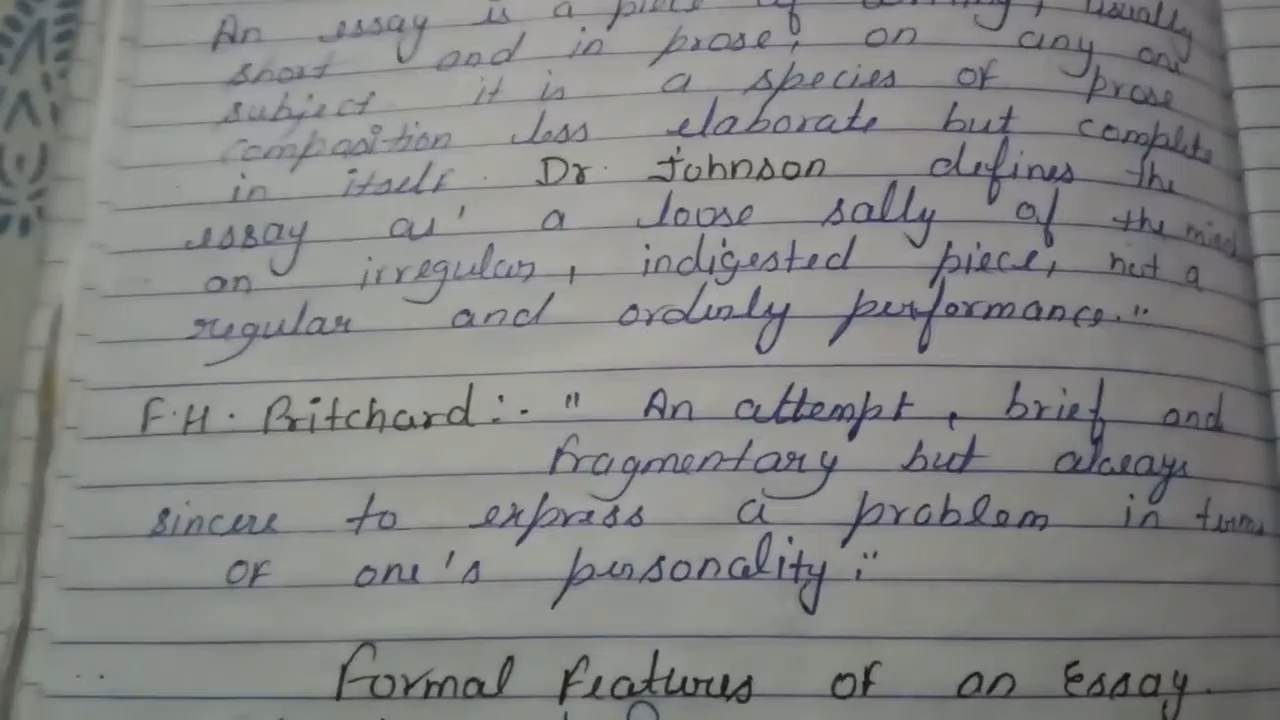 An essay is a piece of writing, usually
short and in prose, on any one
subject it is a species of prose
composition less elaborate but complete
in itself. Dr. Johnson defines the
essay as' a loose sally of the mind
an irregular, indigested piece, not a
regular and orderly performance."
F.H. Pritchard:- " An attempt, brief and
fragmentary but always
sincere to express a problem in terms
of one's personality."
Formal features of an Essay.